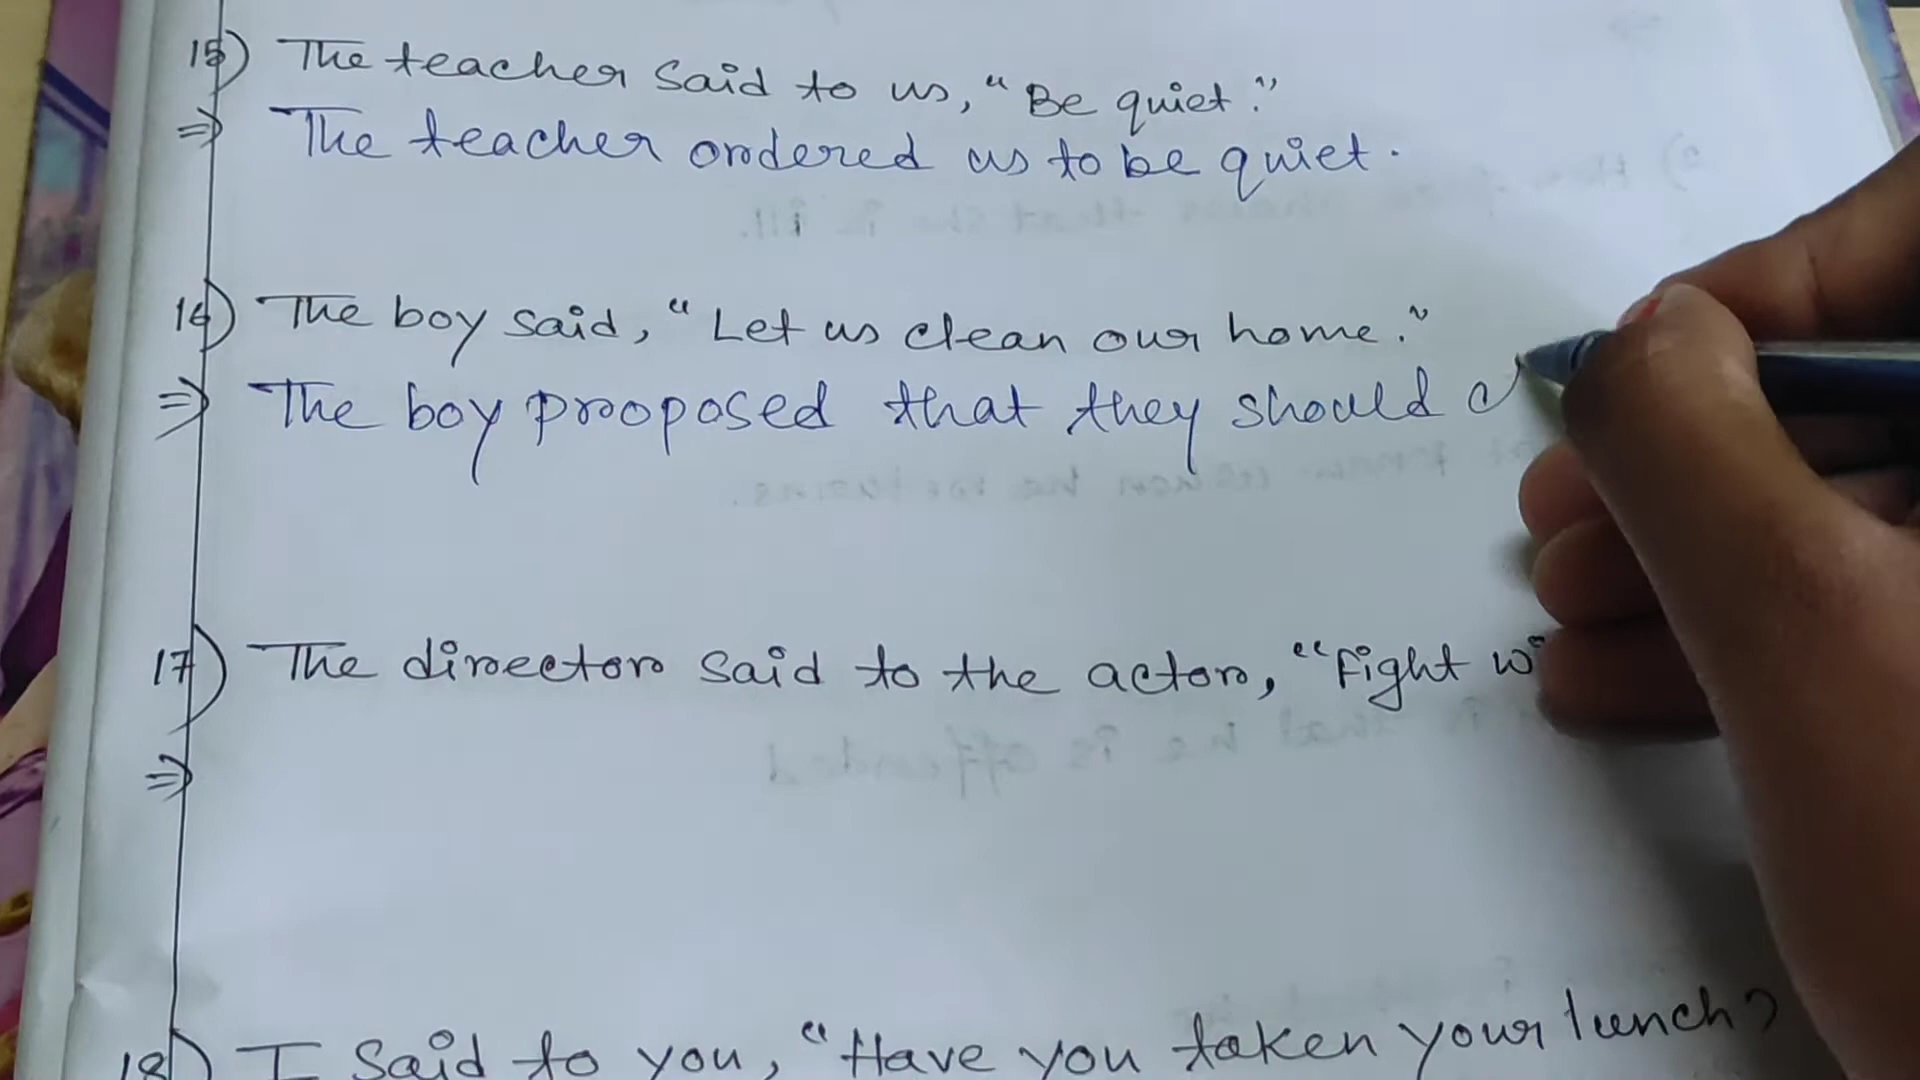 15) The teacher said to us, "Be quiet."
⇒ The teacher ordered us to be quiet.
16) The boy said, "Let us clean our home."
⇒ The boy proposed that they should
17) The director said to the actor, "Fight
⇒
18) I said to you, "Have you taken your lunch?